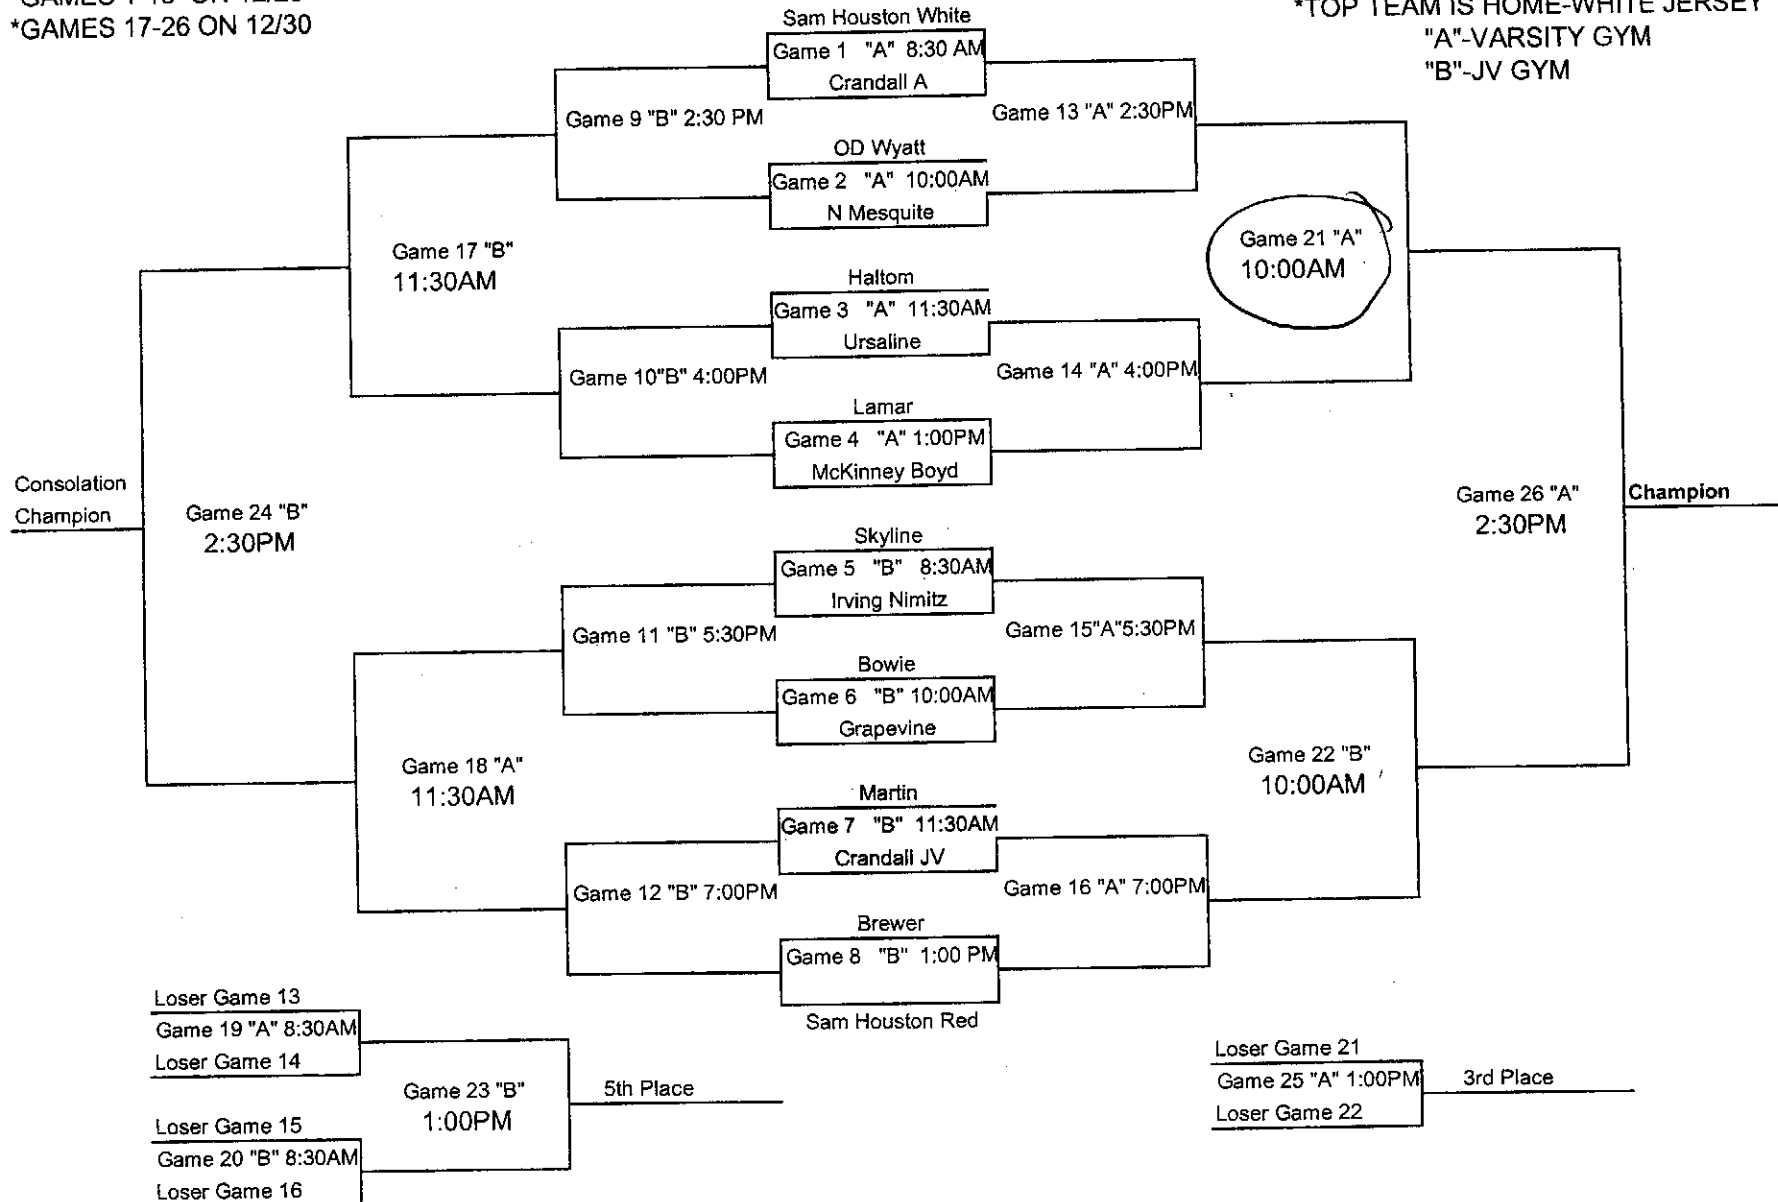 *GAMES 17-26 ON 12/30
*TOP TEAM IS HOME-WHITE JERSEY
"A"-VARSITY GYM
"B"-JV GYM
Sam Houston White
Game 1 "A" 8:30 AM
Crandall A
Game 9 "B" 2:30 PM
Game 13 "A" 2:30PM
OD Wyatt
Game 2 "A" 10:00AM
N Mesquite
Game 17 "B"
11:30AM
Game 21 "A"
10:00AM
Haltom
Game 3 "A" 11:30AM
Ursaline
Game 10"B" 4:00PM
Game 14 "A" 4:00PM
Lamar
Game 4 "A" 1:00PM
McKinney Boyd
Consolation
Champion
Game 24 "B"
2:30PM
Game 26 "A"
2:30PM
Champion
Skyline
Game 5 "B" 8:30AM
Irving Nimitz
Game 11 "B" 5:30PM
Game 15"A"5:30PM
Bowie
Game 6 "B" 10:00AM
Grapevine
Game 18 "A"
11:30AM
Game 22 "B"
10:00AM
Martin
Game 7 "B" 11:30AM
Crandall JV
Game 12 "B" 7:00PM
Game 16 "A" 7:00PM
Brewer
Game 8 "B" 1:00 PM
Sam Houston Red
Loser Game 13
Game 19 "A" 8:30AM
Loser Game 14
Game 23 "B"
1:00PM
5th Place
Loser Game 15
Game 20 "B" 8:30AM
Loser Game 16
Loser Game 21
Game 25 "A" 1:00PM
Loser Game 22
3rd Place